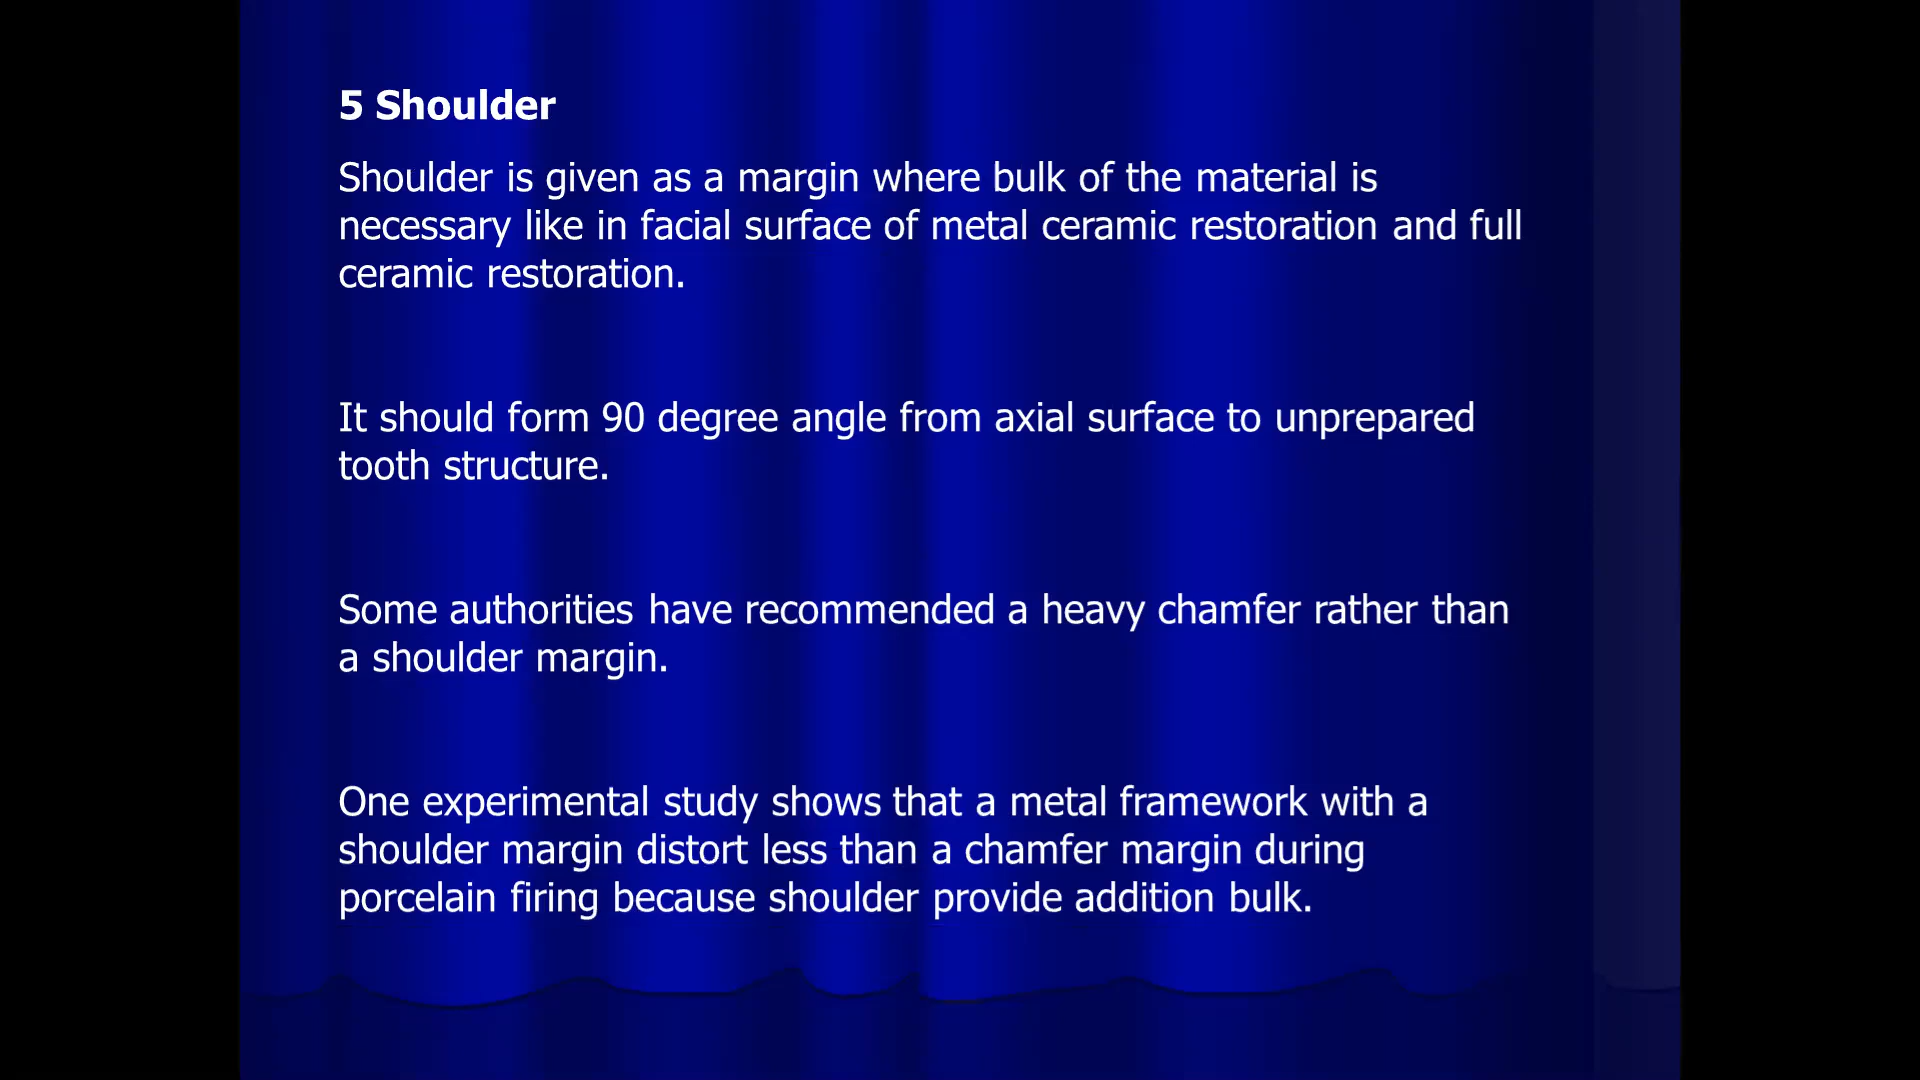 5 Shoulder
Shoulder is given as a margin where bulk of the material is
necessary like in facial surface of metal ceramic restoration and full
ceramic restoration.
It should form 90 degree angle from axial surface to unprepared
tooth structure.
Some authorities have recommended a heavy chamfer rather than
a shoulder margin.
One experimental study shows that a metal framework with a
shoulder margin distort less than a chamfer margin during
porcelain firing because shoulder provide addition bulk.